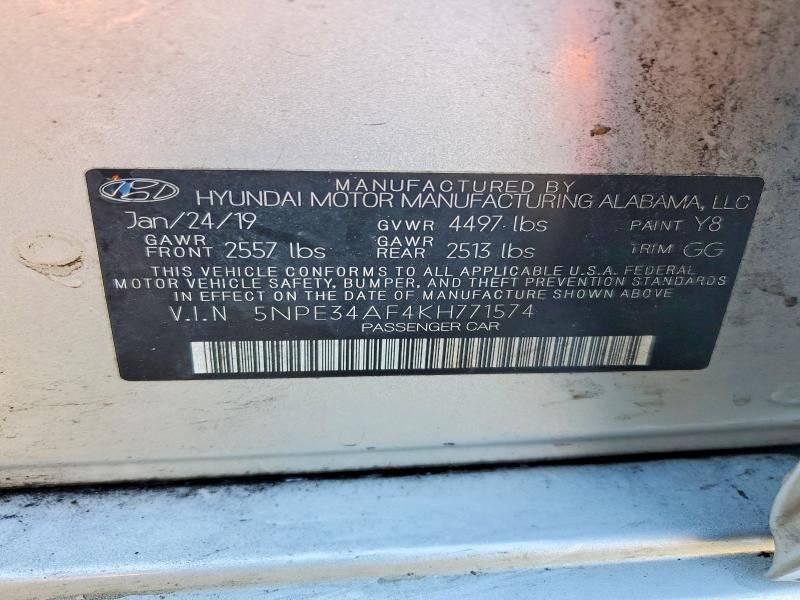 MANUFACTURED BY
HYUNDAI MOTOR MANUFACTURING ALABAMA, LLC
Jan/24/19 GVWR 4497 lbs PAINT Y8
GAWR FRONT 2557 lbs GAWR REAR 2513 lbs TRIM GG
THIS VEHICLE CONFORMS TO ALL APPLICABLE U.S.A. FEDERAL
MOTOR VEHICLE SAFETY, BUMPER, AND THEFT PREVENTION STANDARDS
IN EFFECT ON THE DATE OF MANUFACTURE SHOWN ABOVE
V.I.N 5NPE34AF4KH771574
PASSENGER CAR